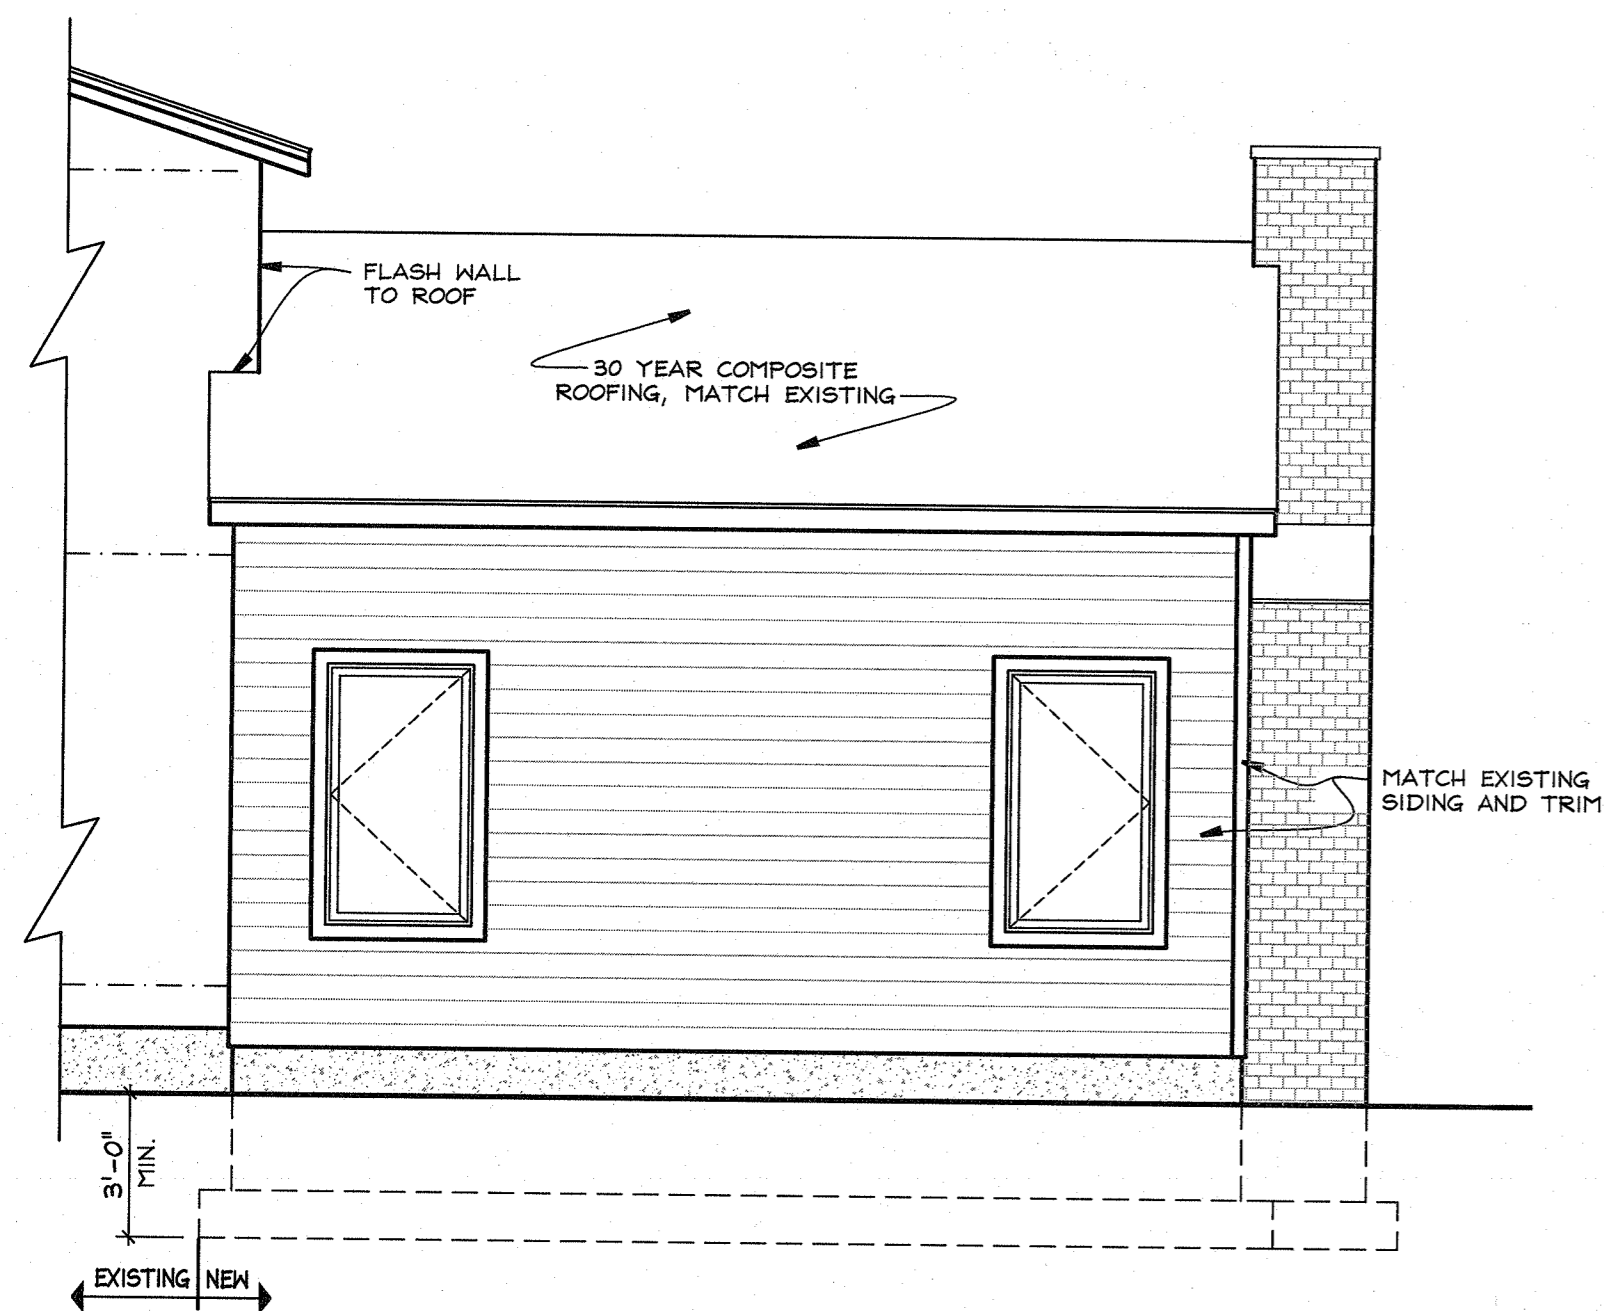 FLASH WALL
TO ROOF
30 YEAR COMPOSITE
ROOFING, MATCH EXISTING
MATCH EXISTING
SIDING AND TRIM
3'-0"
MIN.
EXISTING NEW